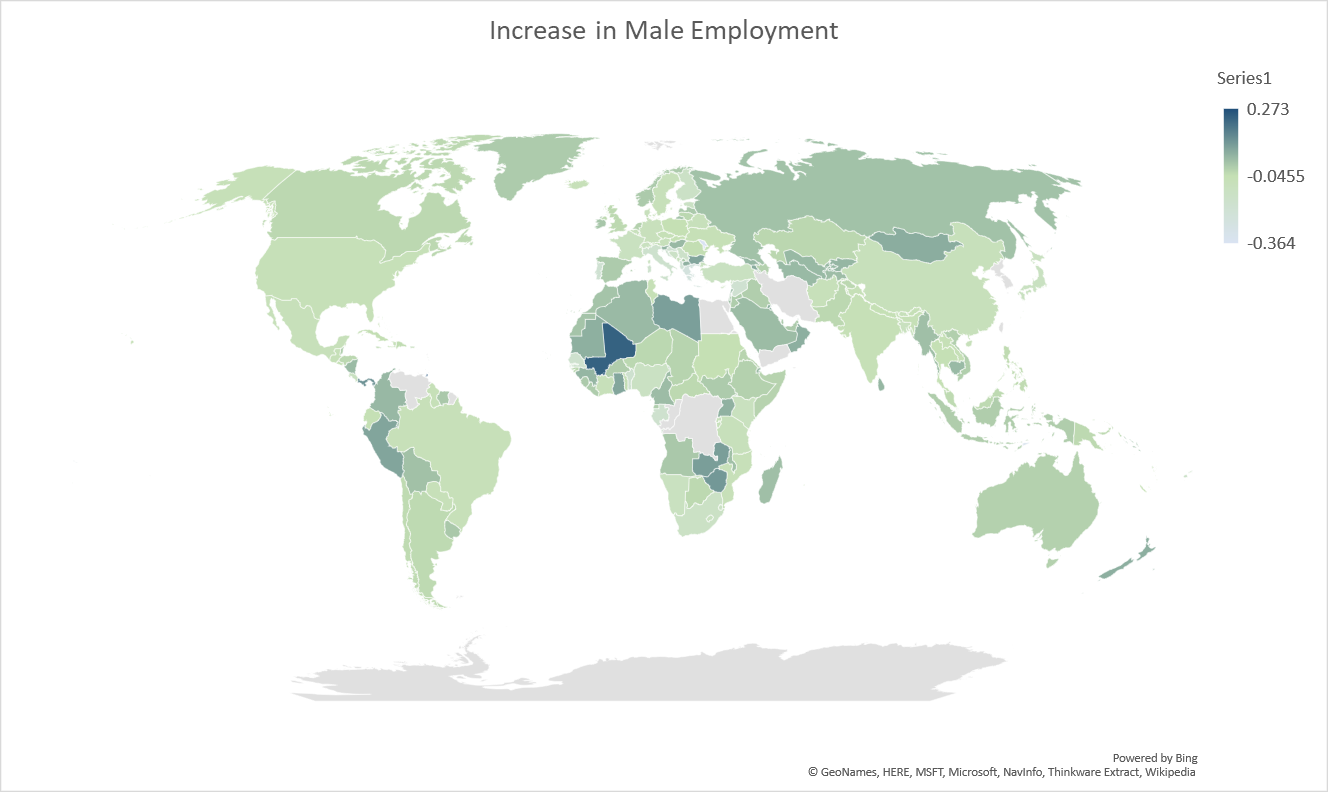 Increase in Male Employment
Series1
0.273
-0.0455
-0.364
Powered by Bing
© GeoNames, HERE, MSFT, Microsoft, NavInfo, Thinkware Extract, Wikipedia